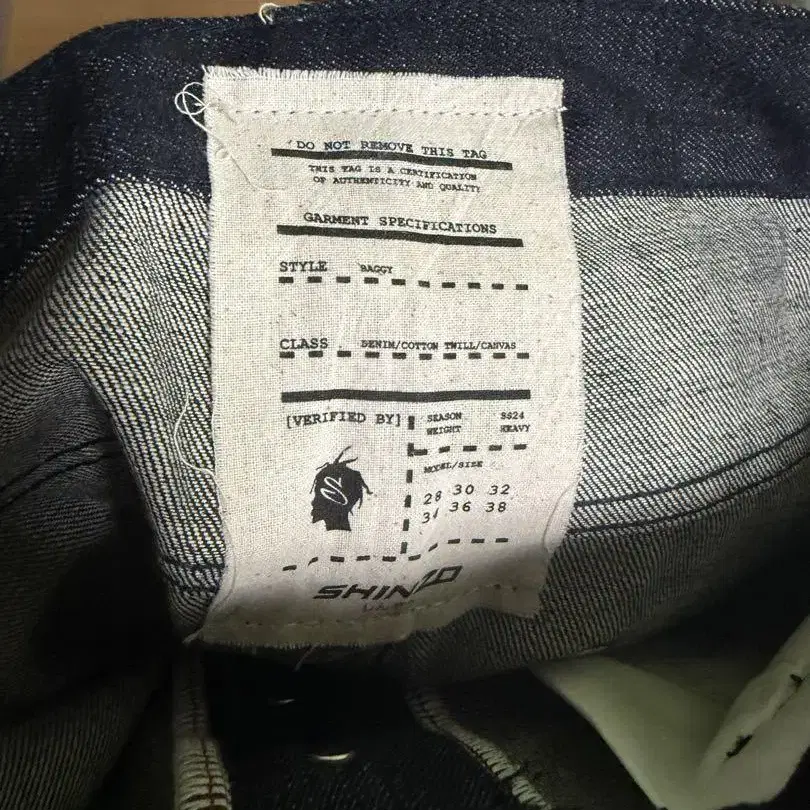 DO NOT REMOVE THIS TAG
THIS TAG IS A CERTIFICATION
OF AUTHENTICITY AND QUALITY
GARMENT SPECIFICATIONS
STYLE BAGGY
CLASS DENIM/COTTON TWILL/CANVAS
[VERIFIED BY]
SEASON SS24
WEIGHT HEAVY
MODEL/SIZE
28 30 32
34 36 38
SHINZO